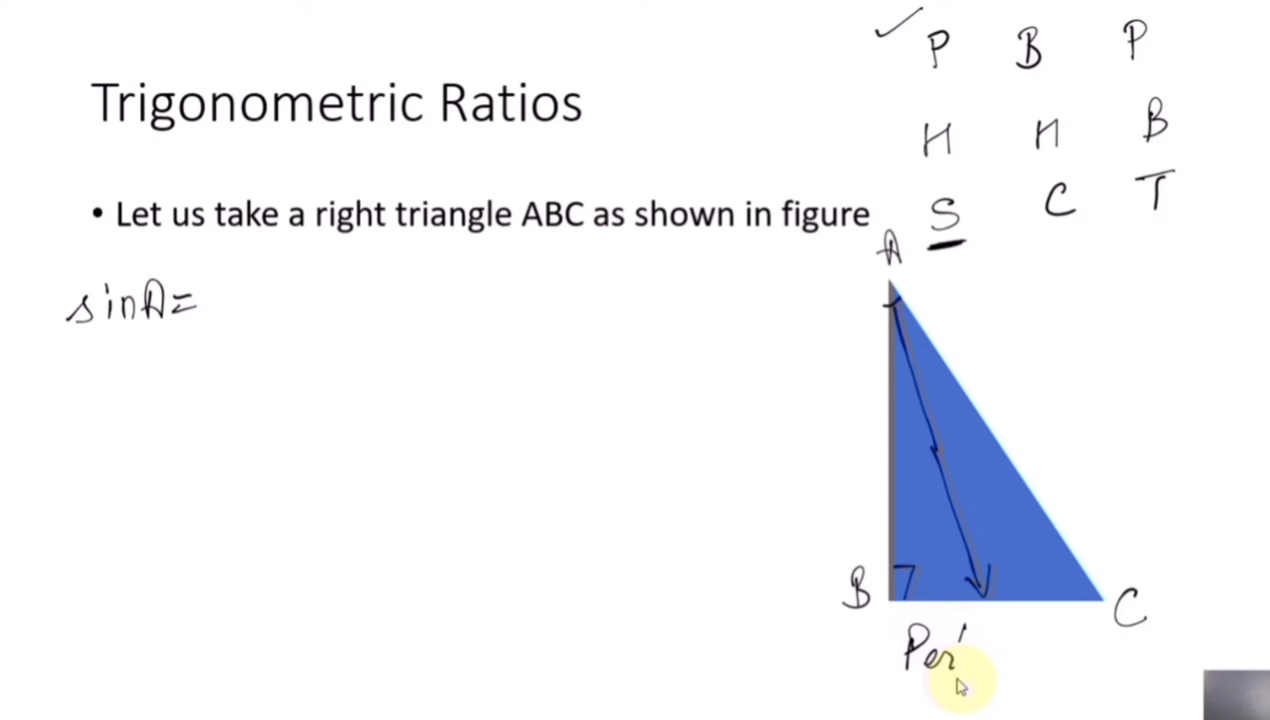 P B P
Trigonometric Ratios
H H B
• Let us take a right triangle ABC as shown in figure
S C T
A
sinA=
B
C
Per